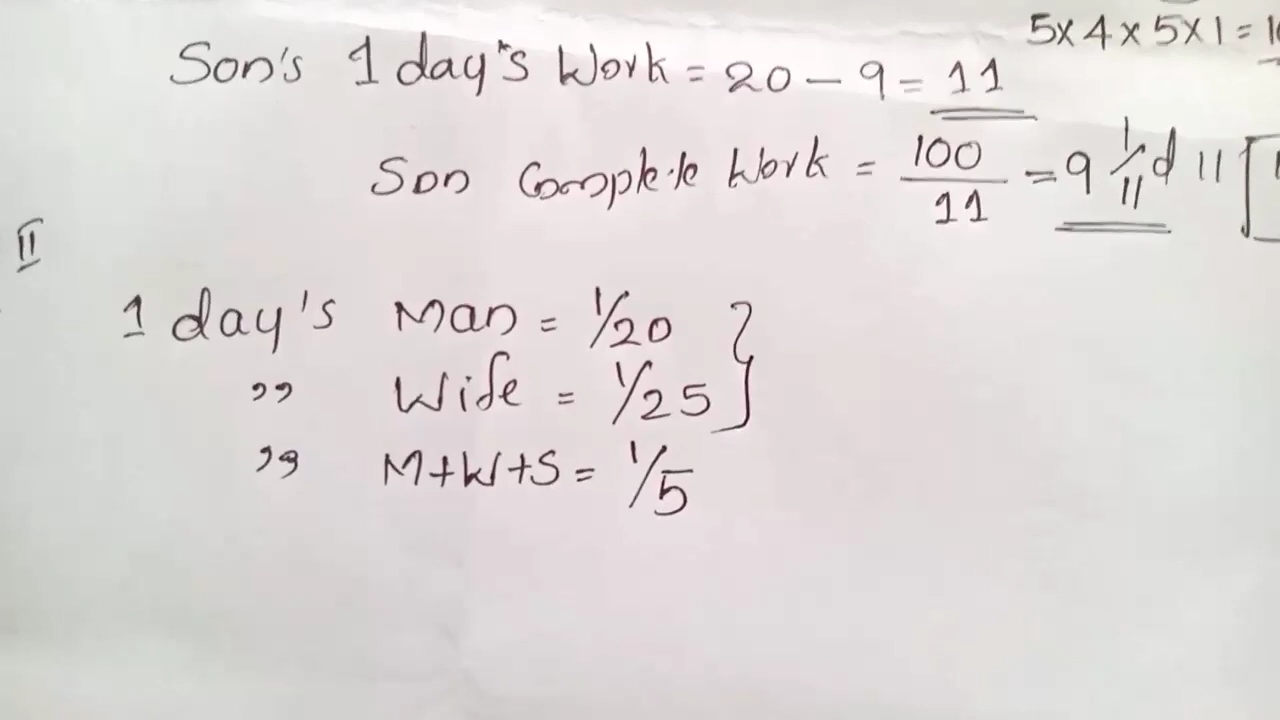 5x4x5x1=
Son's 1 day's Work = 20 - 9 = 11
Son Complete Work = 100/11 = 9 1/11 d
II
1 day's Man = 1/20
,, Wife = 1/25
,, M+W+S = 1/5